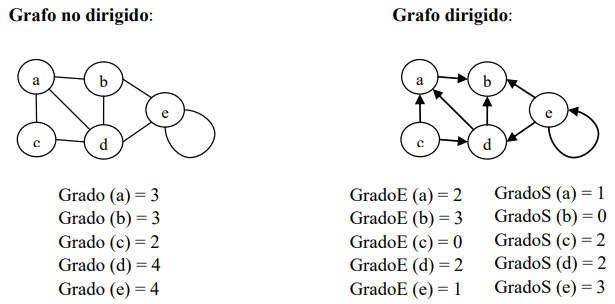 Grafo no dirigido:
a
b
e
c
d
Grado (a) = 3
Grado (b) = 3
Grado (c) = 2
Grado (d) = 4
Grado (e) = 4
Grafo dirigido:
a
b
e
c
d
GradoE (a) = 2
GradoE (b) = 3
GradoE (c) = 0
GradoE (d) = 2
GradoE (e) = 1
GradoS (a) = 1
GradoS (b) = 0
GradoS (c) = 2
GradoS (d) = 2
GradoS (e) = 3